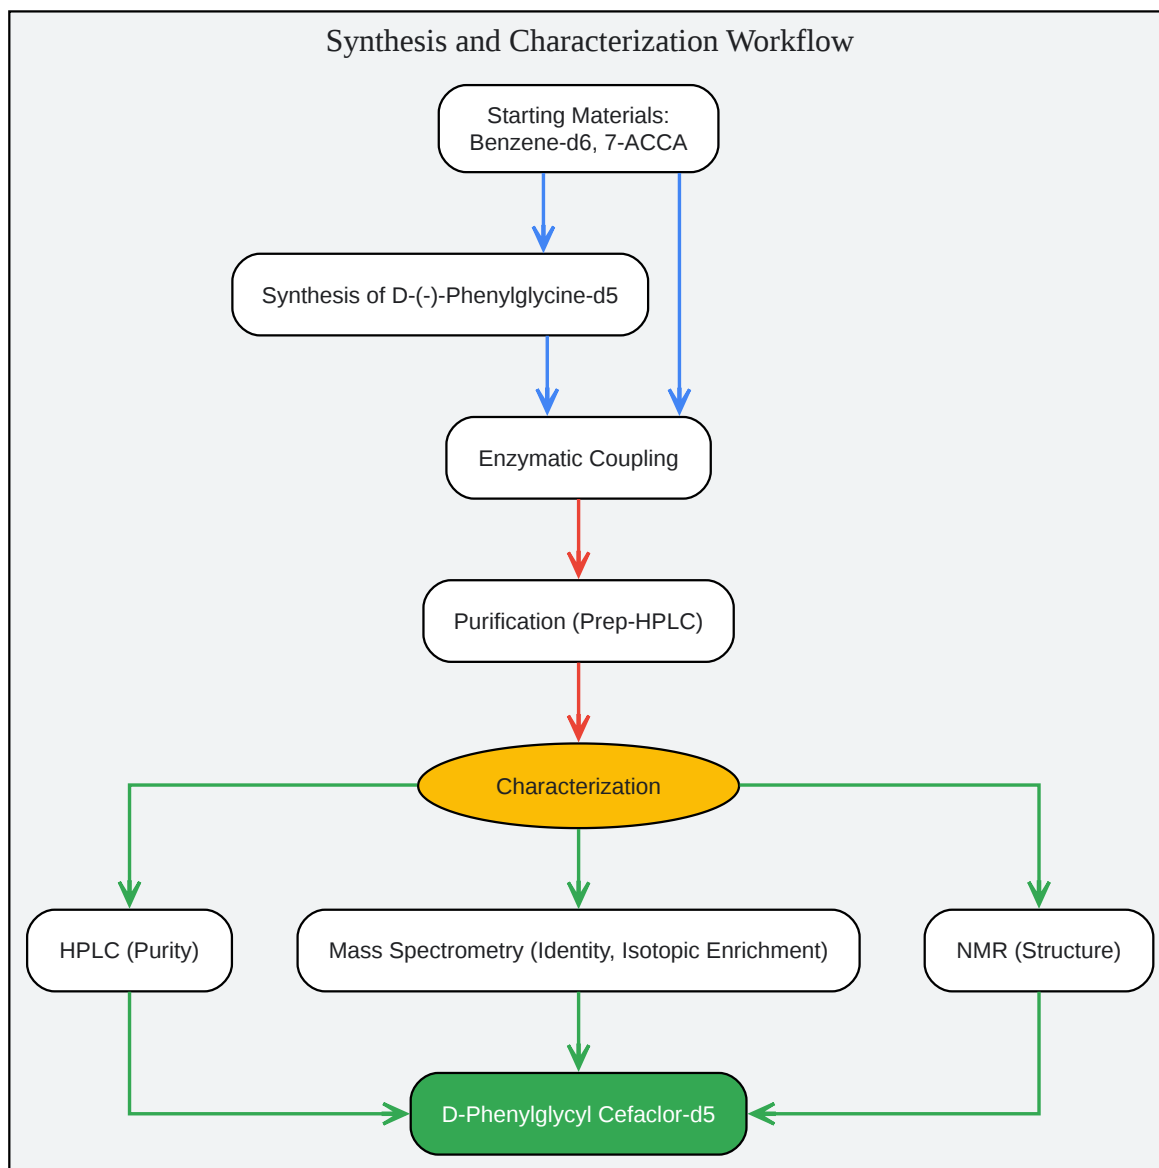 Synthesis and Characterization Workflow
Starting Materials:
Benzene-d6, 7-ACCA
Synthesis of D-(-)-Phenylglycine-d5
Enzymatic Coupling
Purification (Prep-HPLC)
Characterization
HPLC (Purity)
Mass Spectrometry (Identity, Isotopic Enrichment)
NMR (Structure)
D-Phenylglycyl Cefaclor-d5